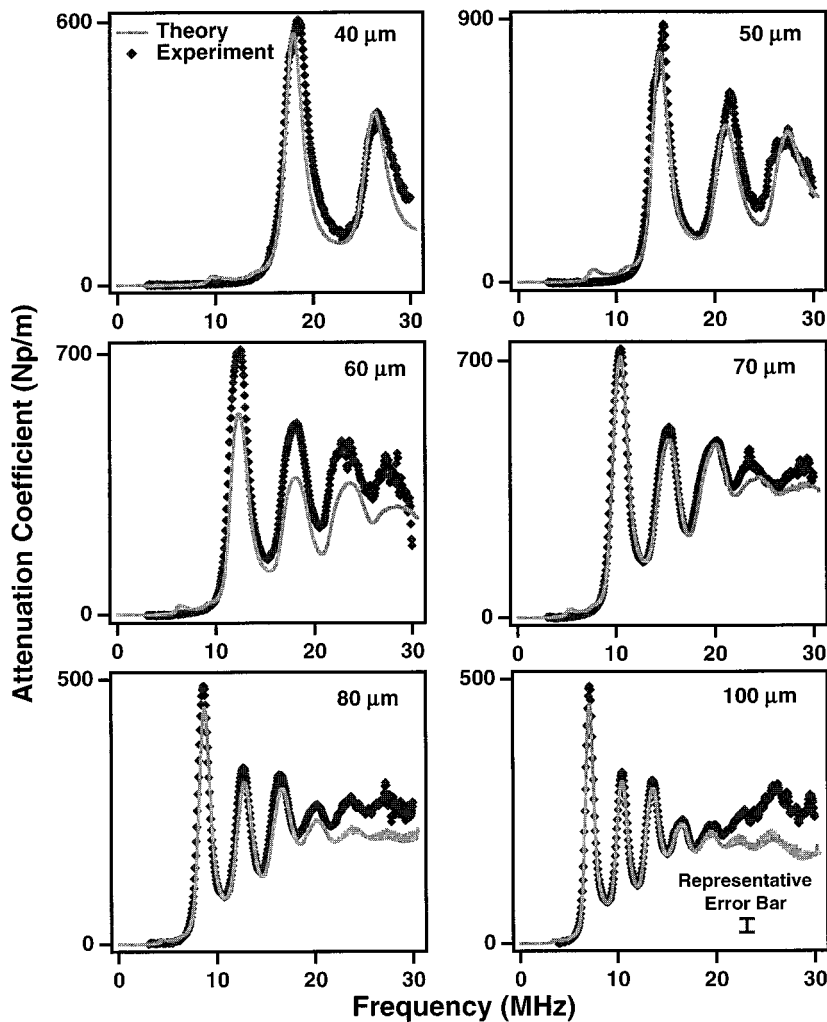 Attenuation Coefficient (Np/m)
600
Theory
Experiment
40 µm
0
0 10 20 30
900
50 µm
0
0 10 20 30
700
60 µm
0
0 10 20 30
700
70 µm
0
0 10 20 30
500
80 µm
0
0 10 20 30
500
100 µm
Representative
Error Bar
0
0 10 20 30
Frequency (MHz)